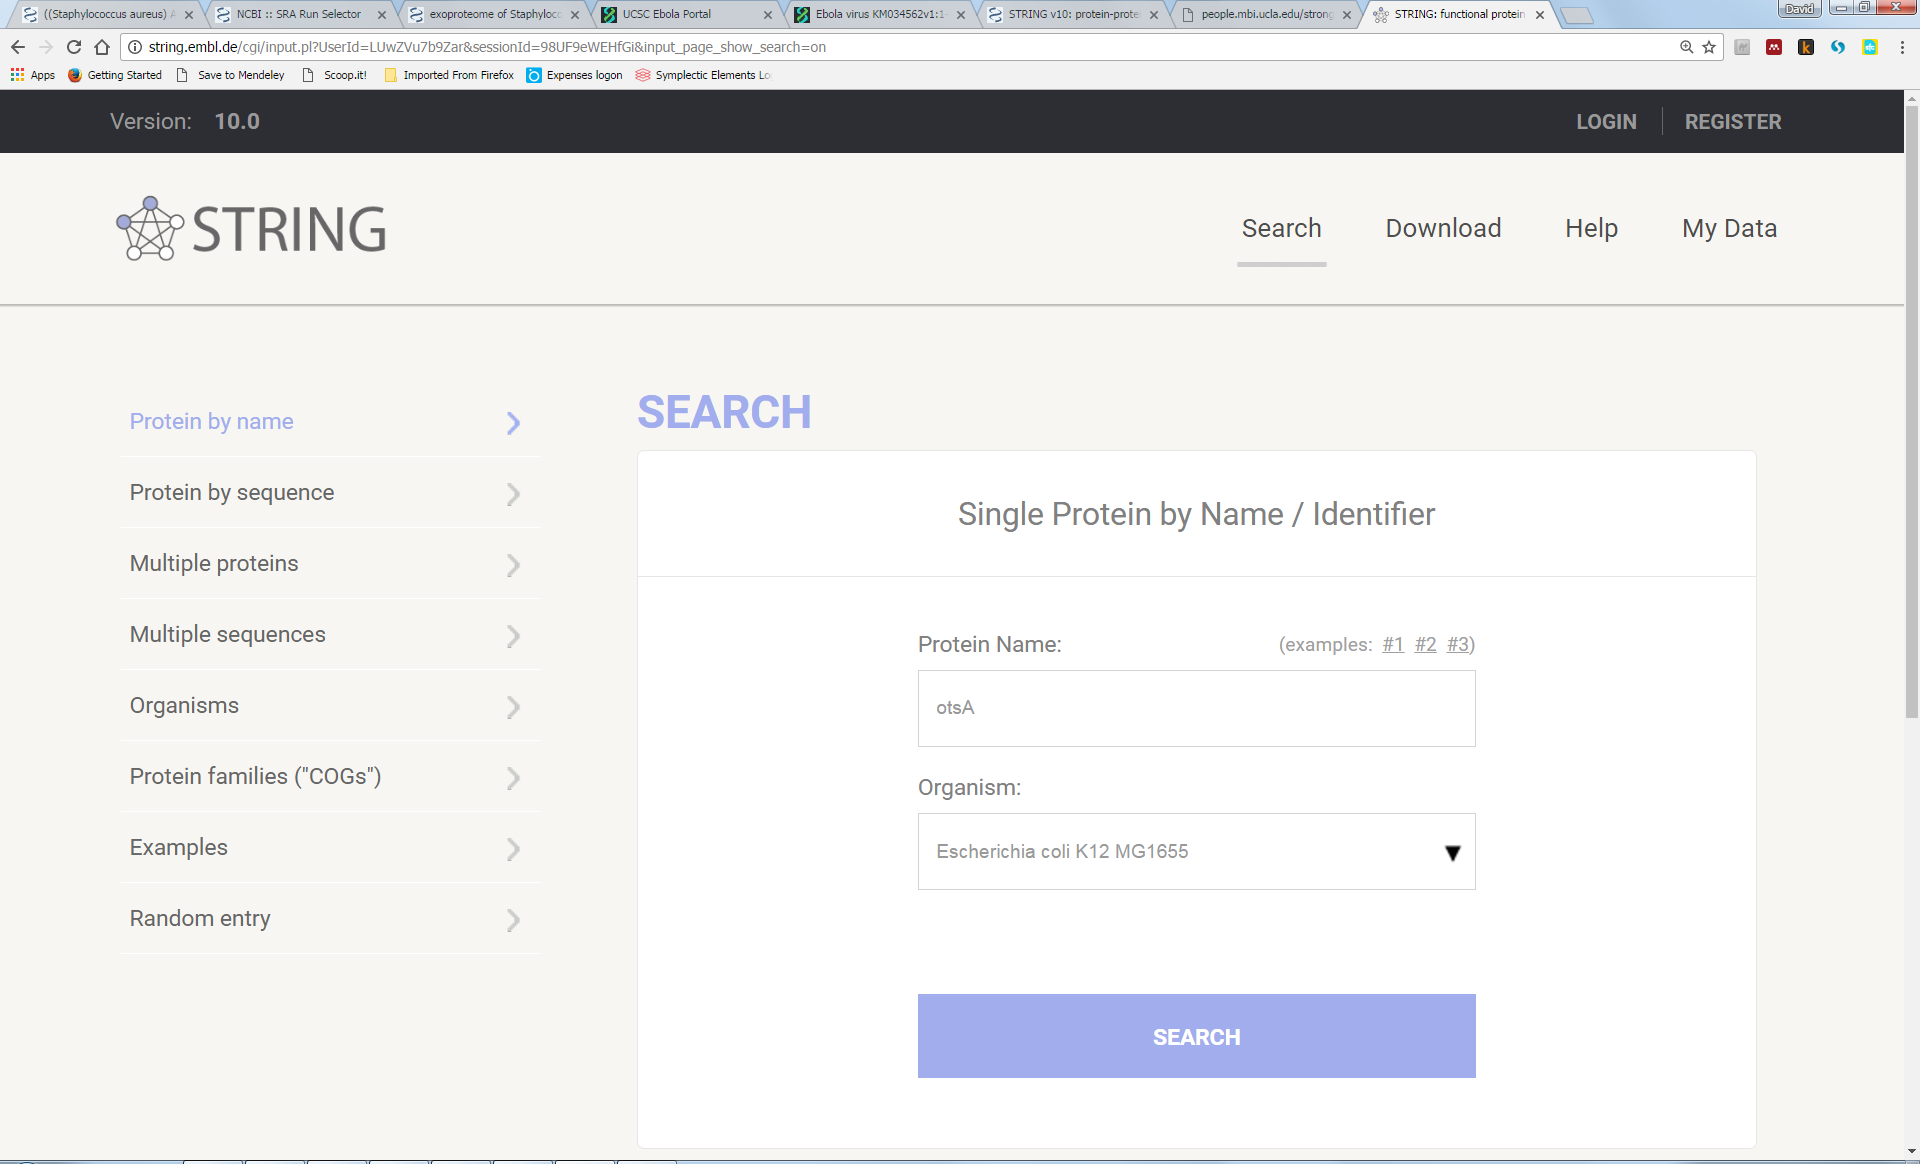 ((Staphylococcus aureus) A
NCBI :: SRA Run Selector
exoproteome of Staphyloco
UCSC Ebola Portal
Ebola virus KM034562v1:1-
STRING v10: protein-prote
people.mbi.ucla.edu/strong
STRING: functional protein
David
string.embl.de/cgi/input.pl?UserId=LUwZVu7b9Zar&sessionId=98UF9eWEHfGi&input_page_show_search=on
Apps
Getting Started
Save to Mendeley
Scoop.it!
Imported From Firefox
Expenses logon
Symplectic Elements Lo
Version: 10.0
LOGIN
REGISTER
STRING
Search
Download
Help
My Data
Protein by name
Protein by sequence
Multiple proteins
Multiple sequences
Organisms
Protein families ("COGs")
Examples
Random entry
SEARCH
Single Protein by Name / Identifier
Protein Name:
(examples: #1 #2 #3)
otsA
Organism:
Escherichia coli K12 MG1655
SEARCH